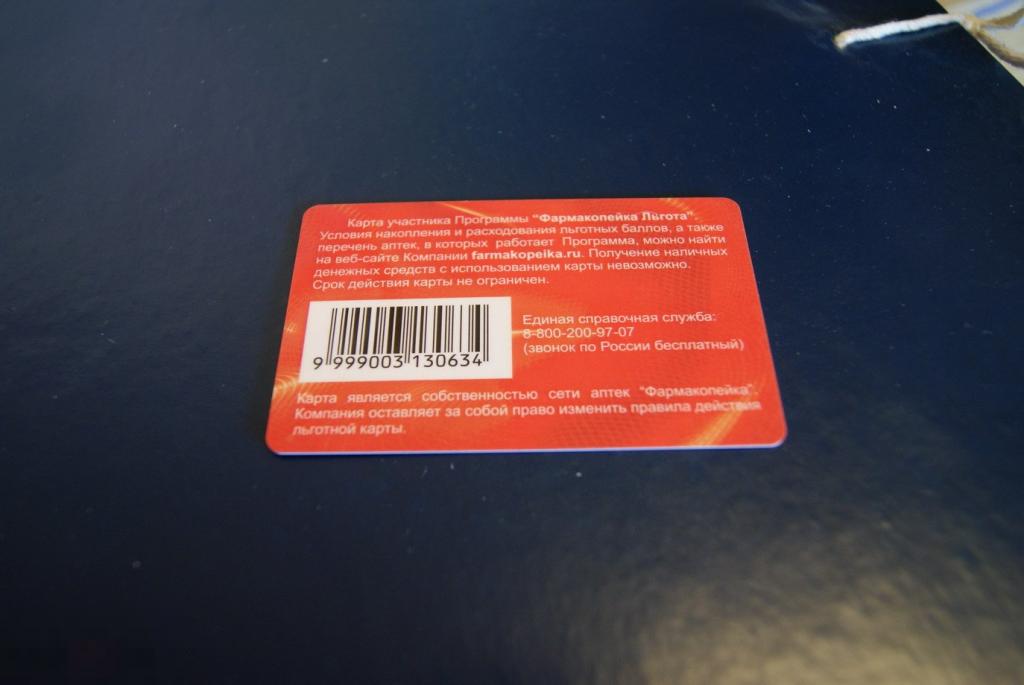 Карта участника Программы "Фармакопейка Льгота".
Условия накопления и расходования льготных баллов, а также
перечень аптек, в которых работает Программа, можно найти
на веб-сайте Компании farmakopeika.ru. Получение наличных
денежных средств с использованием карты невозможно.
Срок действия карты не ограничен.
Единая справочная служба:
8-800-200-97-07
(звонок по России бесплатный)
9 999003 130634
Карта является собственностью сети аптек "Фармакопейка".
Компания оставляет за собой право изменить правила действия
льготной карты.